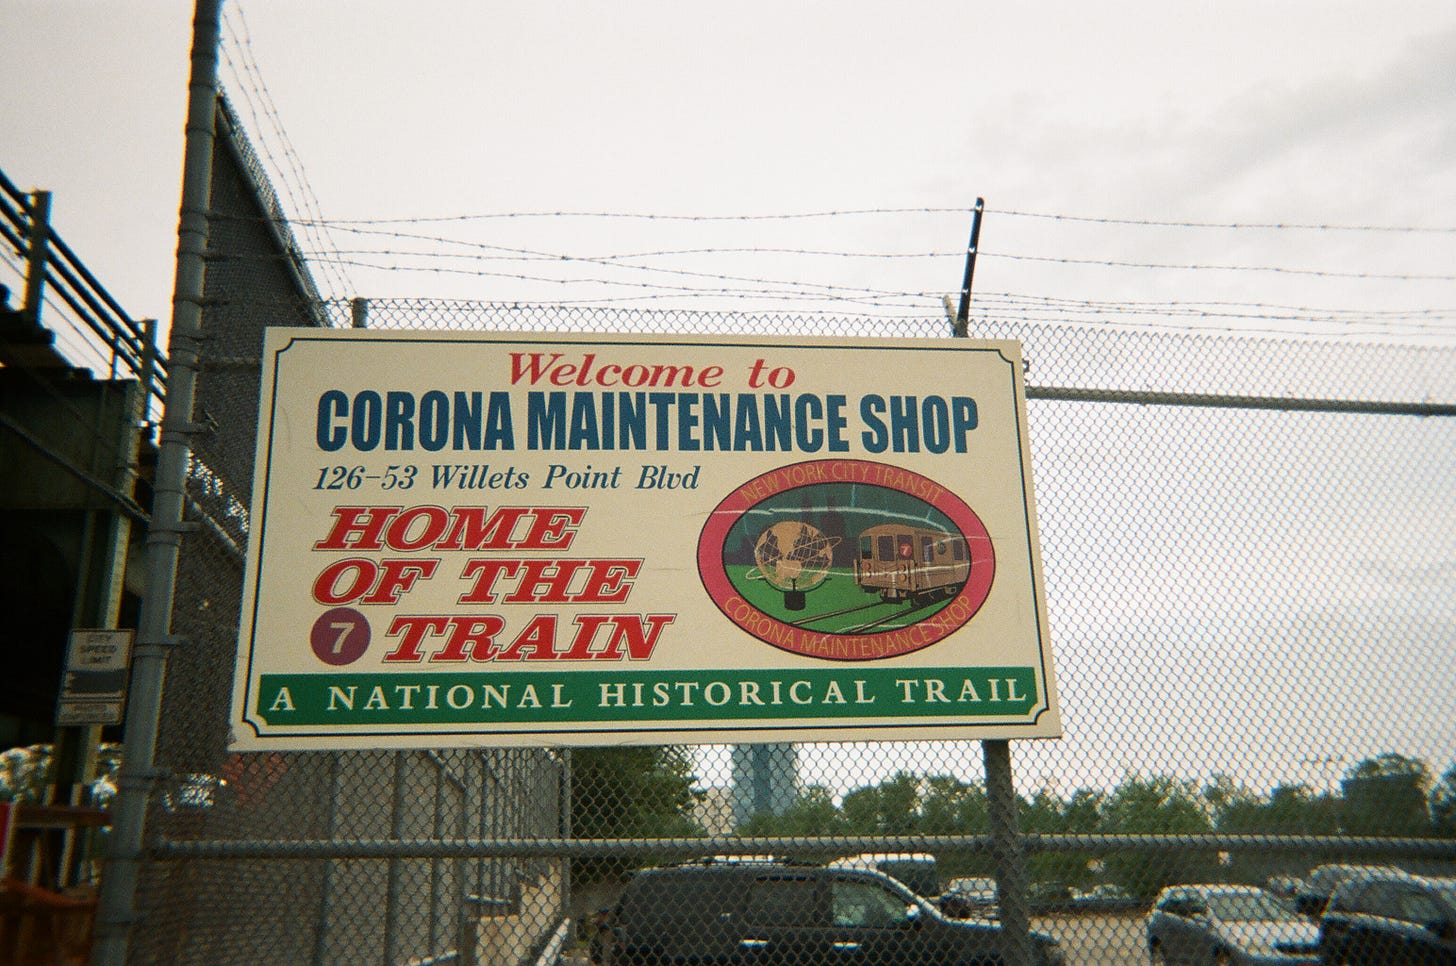 Welcome to
CORONA MAINTENANCE SHOP
126-53 Willets Point Blvd
HOME
OF THE
7 TRAIN
NEW YORK CITY TRANSIT
7
CORONA MAINTENANCE SHOP
A NATIONAL HISTORICAL TRAIL
CITY
SPEED
LIMIT